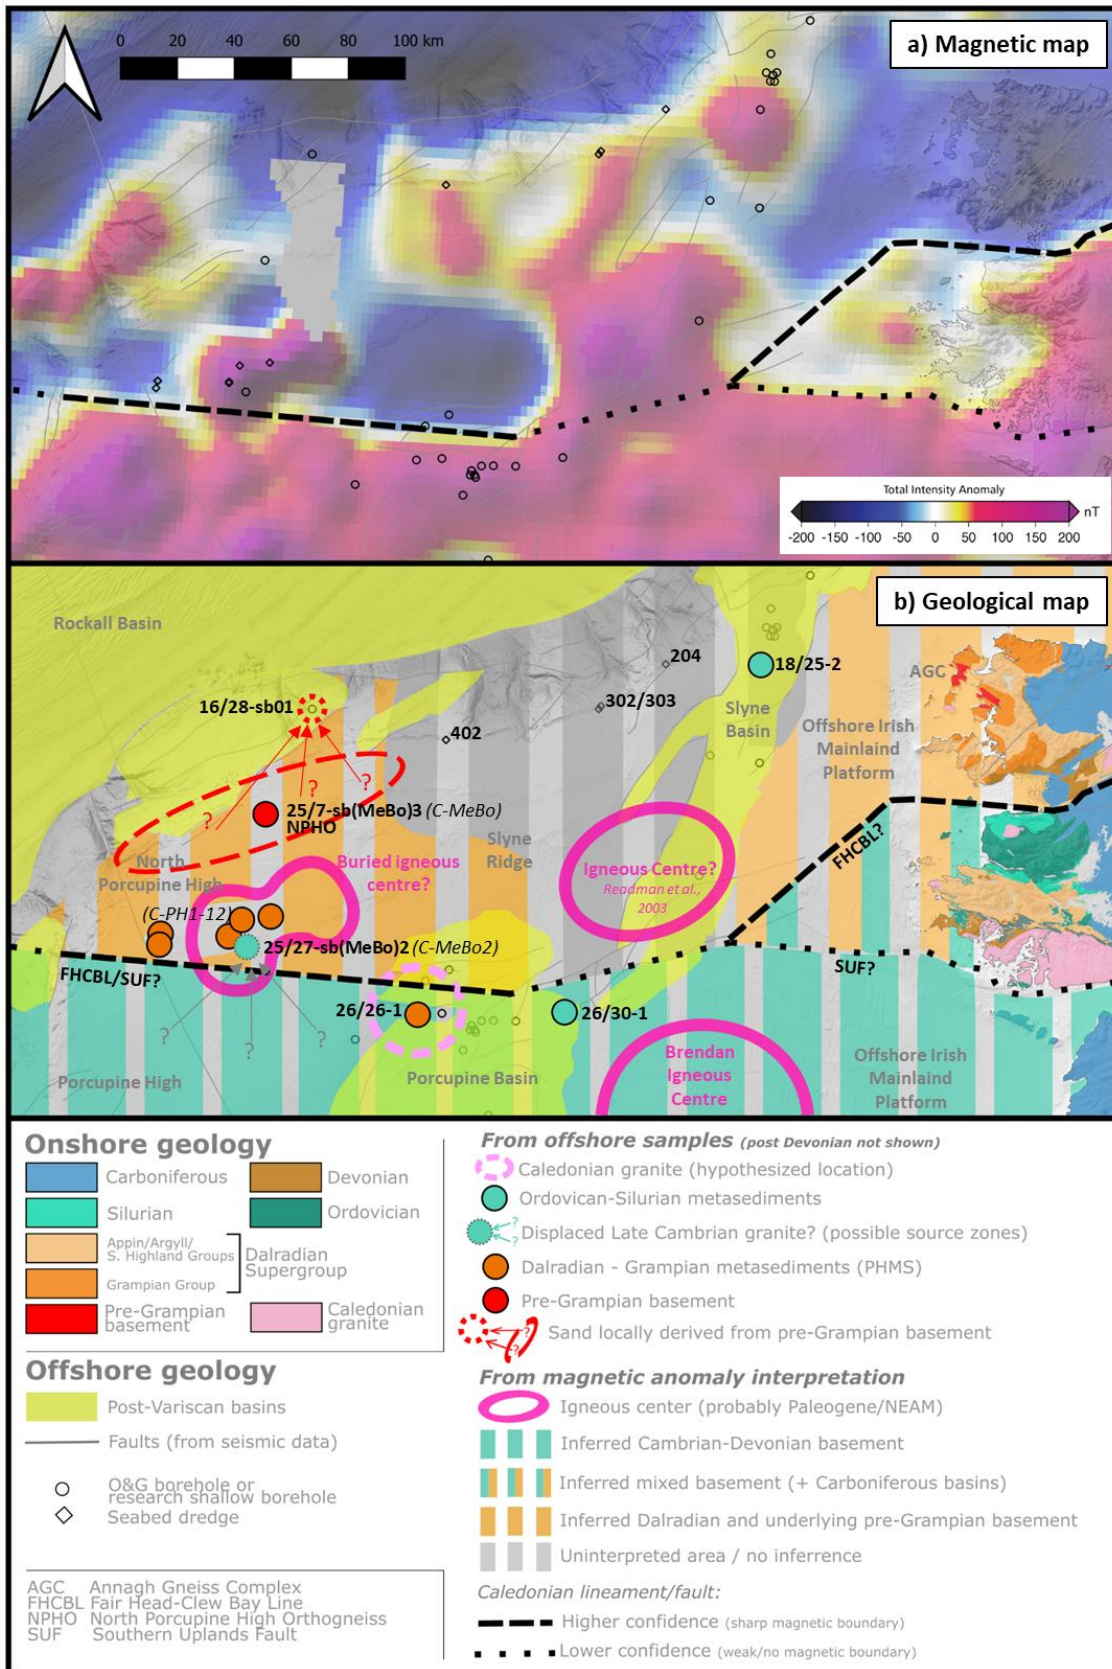 a) Magnetic map
0 20 40 60 80 100 km
Total Intensity Anomaly
nT
-200 -150 -100 -50 0 50 100 150 200
b) Geological map
Rockall Basin
204
18/25-2
AGC
16/28-sb01
302/303
Slyne
Basin
Offshore Irish
Mainlaind
Platform
402
?
?
?
25/7-sb(MeBo)3 (C-MeBo)
NPHO
North
Porcupine High
Slyne
Ridge
Buried igneous
centre?
Igneous Centre?
Readman et al.,
2003
FHCBL?
(C-PH1-12)
25/27-sb(MeBo)2 (C-MeBo2)
FHCBL/SUF?
SUF?
26/26-1
26/30-1
?
?
?
Porcupine High
Porcupine Basin
Brendan
Igneous
Centre
Offshore Irish
Mainlaind
Platform
Onshore geology
Carboniferous
Devonian
Silurian
Ordovician
Appin/Argyll/
S. Highland Groups
Dalradian
Supergroup
Grampian Group
Pre-Grampian
basement
Caledonian
granite
Offshore geology
Post-Variscan basins
Faults (from seismic data)
O&G borehole or
research shallow borehole
Seabed dredge
AGC Annagh Gneiss Complex
FHCBL Fair Head-Clew Bay Line
NPHO North Porcupine High Orthogneiss
SUF Southern Uplands Fault
From offshore samples (post Devonian not shown)
Caledonian granite (hypothesized location)
Ordovican-Silurian metasediments
?
?
Displaced Late Cambrian granite? (possible source zones)
Dalradian - Grampian metasediments (PHMS)
Pre-Grampian basement
?
?
Sand locally derived from pre-Grampian basement
From magnetic anomaly interpretation
Igneous center (probably Paleogene/NEAM)
Inferred Cambrian-Devonian basement
Inferred mixed basement (+ Carboniferous basins)
Inferred Dalradian and underlying pre-Grampian basement
Uninterpreted area / no inferrence
Caledonian lineament/fault:
Higher confidence (sharp magnetic boundary)
Lower confidence (weak/no magnetic boundary)